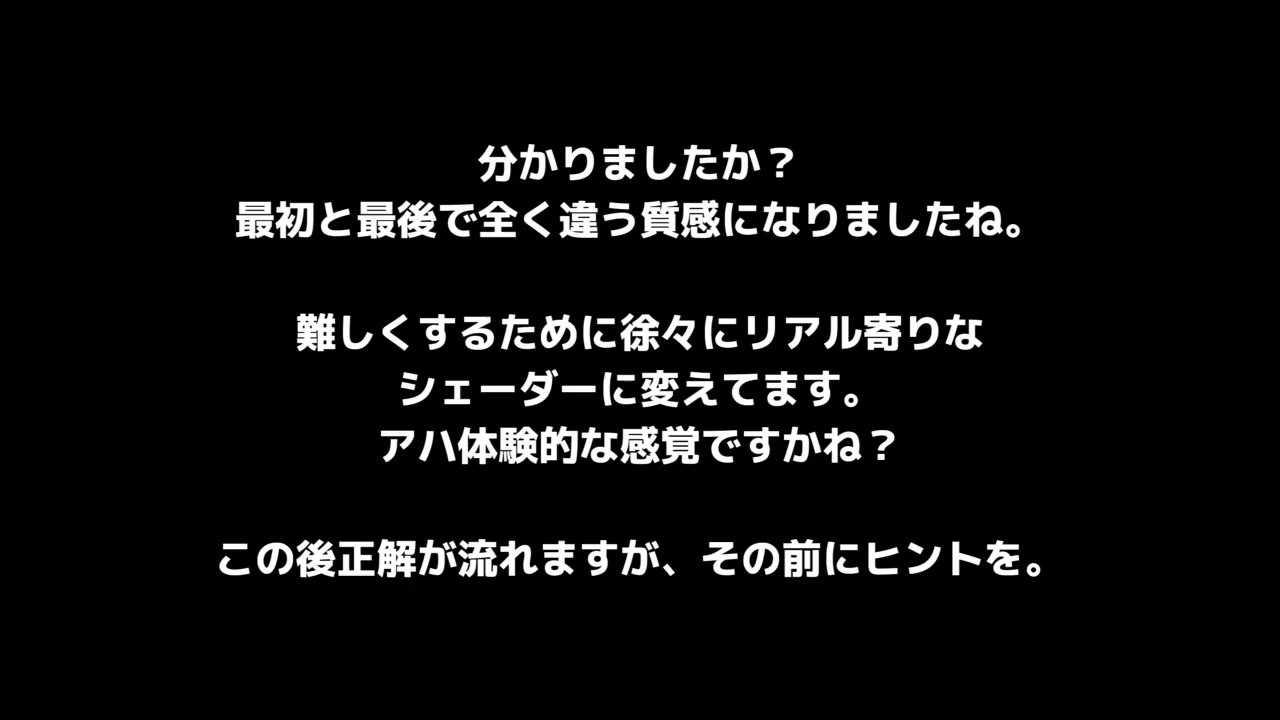 分かりましたか？
最初と最後で全く違う質感になりましたね。
難しくするために徐々にリアル寄りな
シェーダーに変えてます。
アハ体験的な感覚ですかね？
この後正解が流れますが、その前にヒントを。